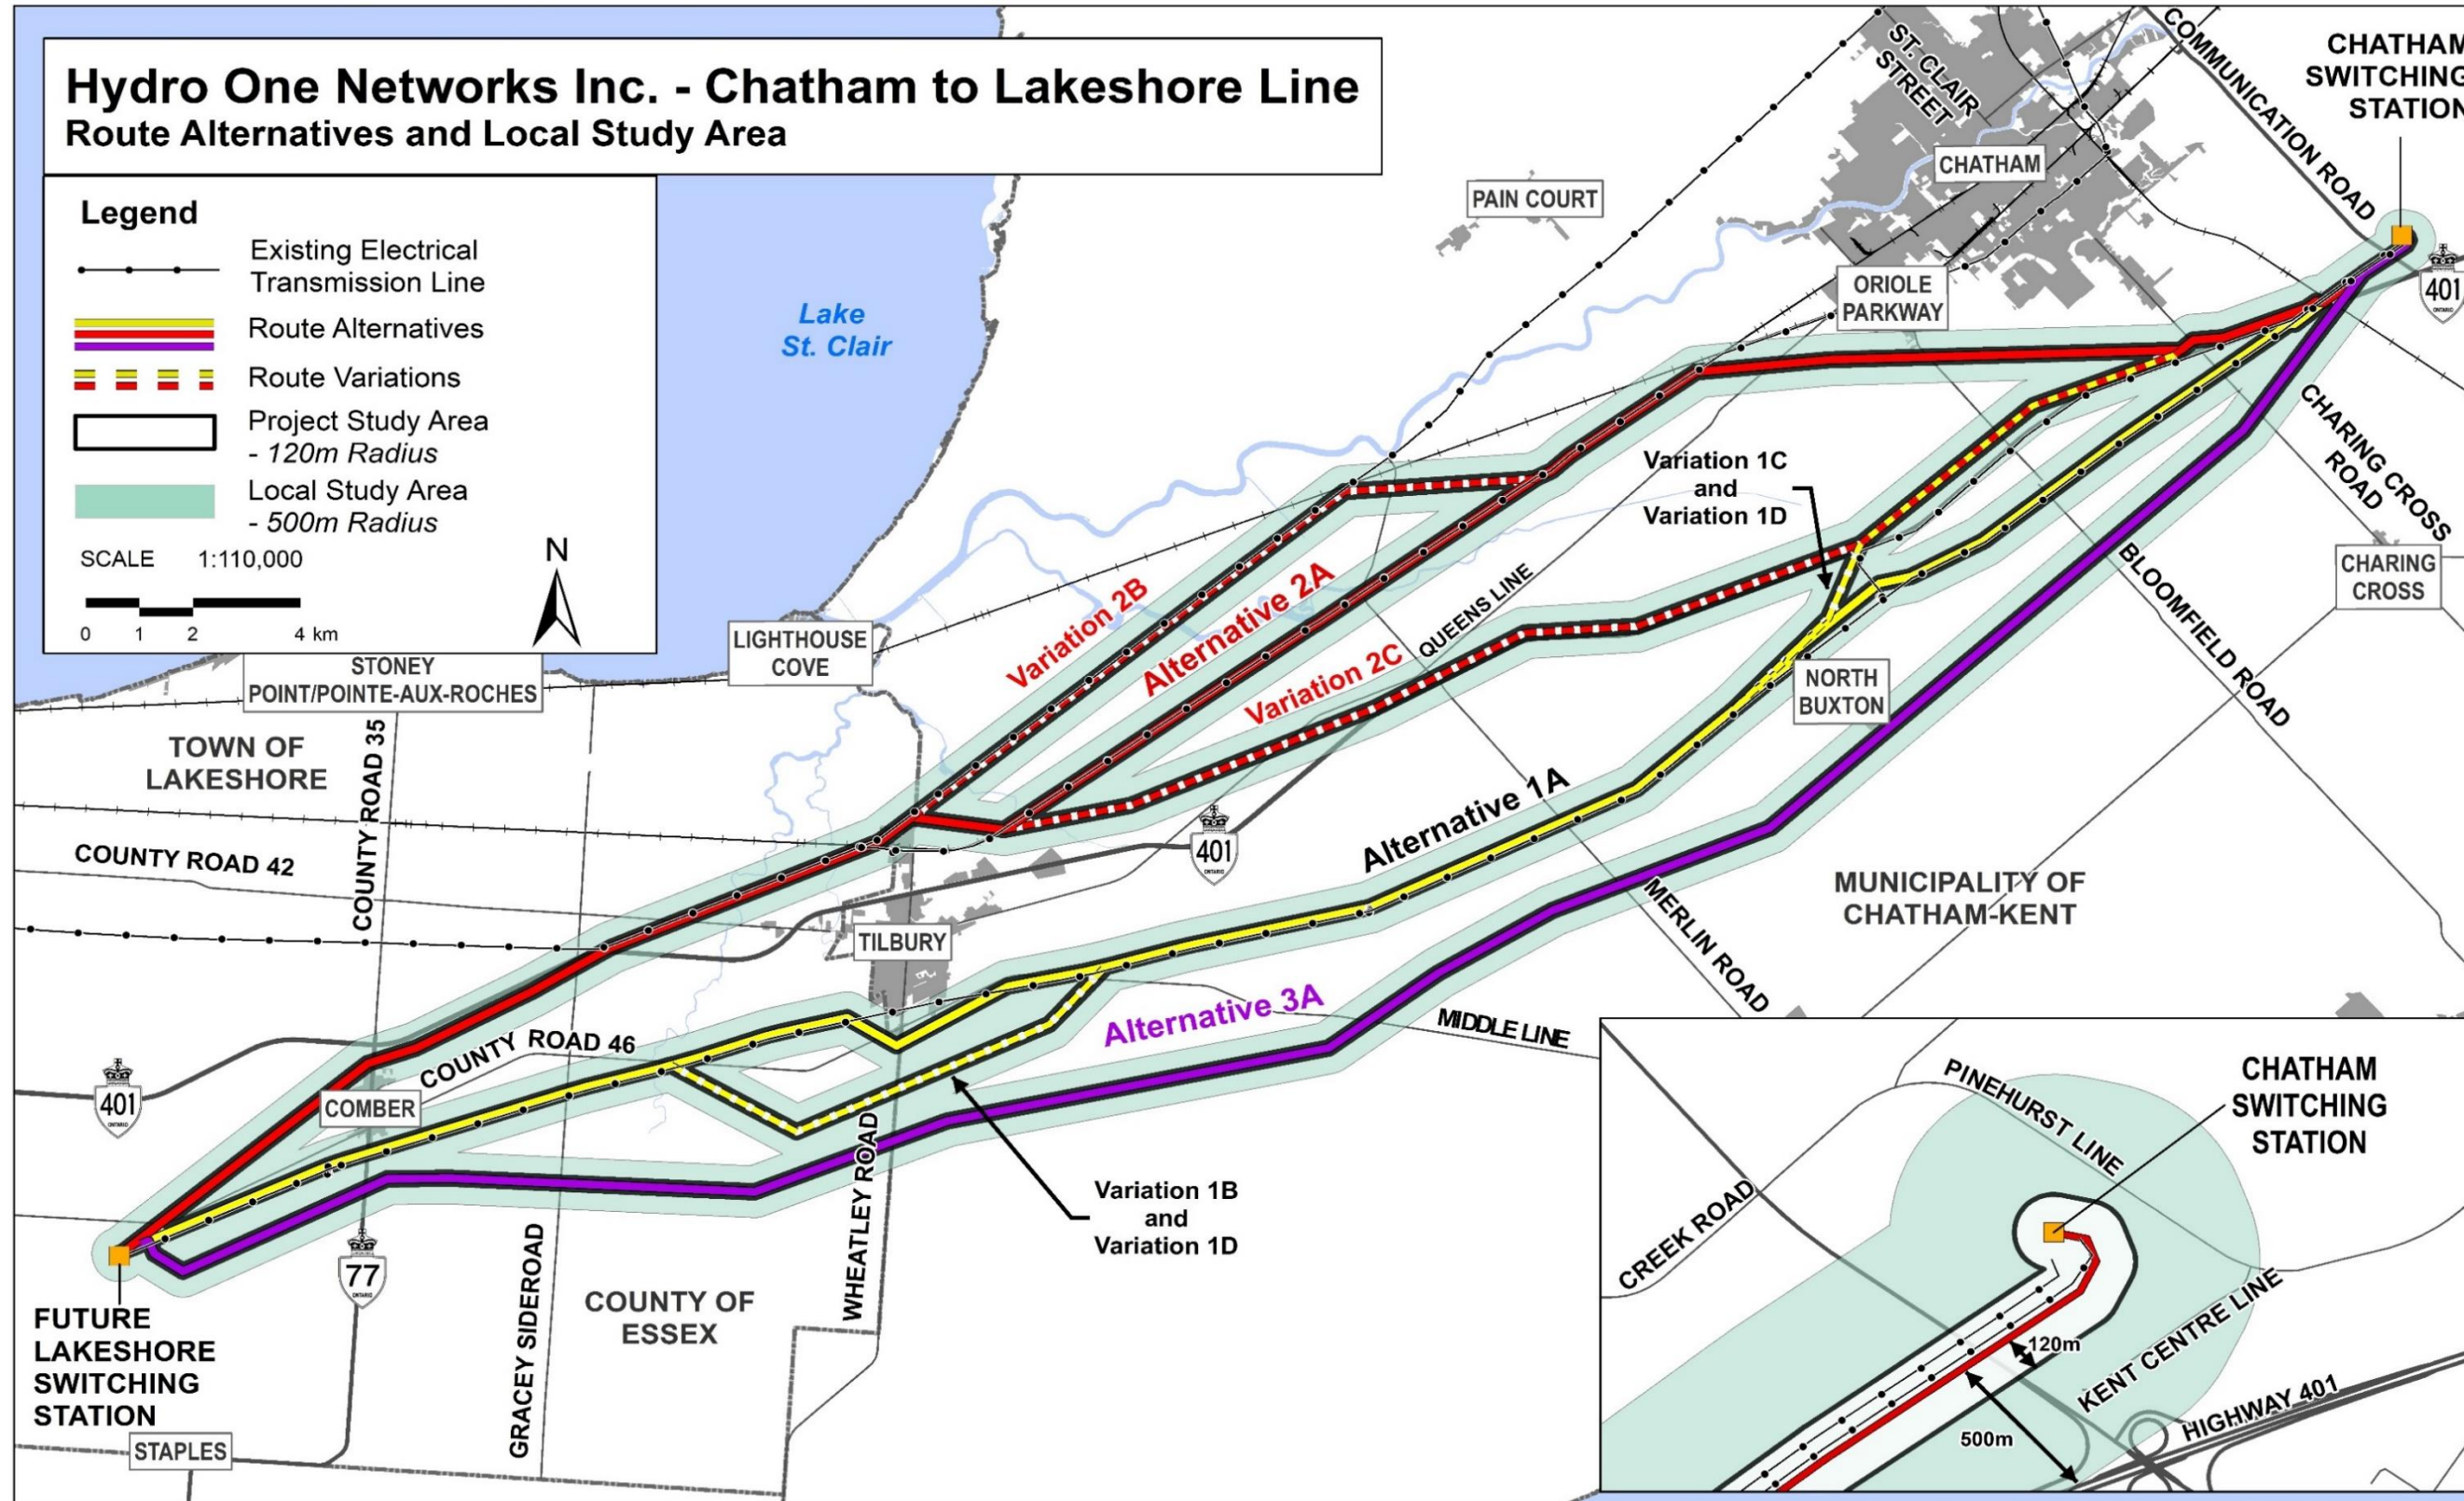 Hydro One Networks Inc. - Chatham to Lakeshore Line
Route Alternatives and Local Study Area
Legend
Existing Electrical
Transmission Line
Route Alternatives
Route Variations
Project Study Area
- 120m Radius
Local Study Area
- 500m Radius
SCALE 1:110,000
0 1 2 4 km
N
Lake
St. Clair
PAIN COURT
ST. CLAIR
STREET
CHATHAM
COMMUNICATION ROAD
CHATHAM
SWITCHING
STATION
401
ONTARIO
ORIOLE
PARKWAY
CHARING CROSS
ROAD
CHARING
CROSS
BLOOMFIELD ROAD
Variation 1C
and
Variation 1D
QUEENS LINE
Variation 2B
Alternative 2A
Variation 2C
LIGHTHOUSE
COVE
STONEY
POINT/POINTE-AUX-ROCHES
TOWN OF
LAKESHORE
COUNTY ROAD 35
COUNTY ROAD 42
NORTH
BUXTON
Alternative 1A
401
ONTARIO
MUNICIPALITY OF
CHATHAM-KENT
MERLIN ROAD
TILBURY
Alternative 3A
MIDDLE LINE
COUNTY ROAD 46
401
ONTARIO
COMBER
WHEATLEY ROAD
Variation 1B
and
Variation 1D
77
ONTARIO
GRACEY SIDEROAD
COUNTY OF
ESSEX
FUTURE
LAKESHORE
SWITCHING
STATION
STAPLES
PINEHURST LINE
CHATHAM
SWITCHING
STATION
CREEK ROAD
KENT CENTRE LINE
120m
500m
HIGHWAY 401